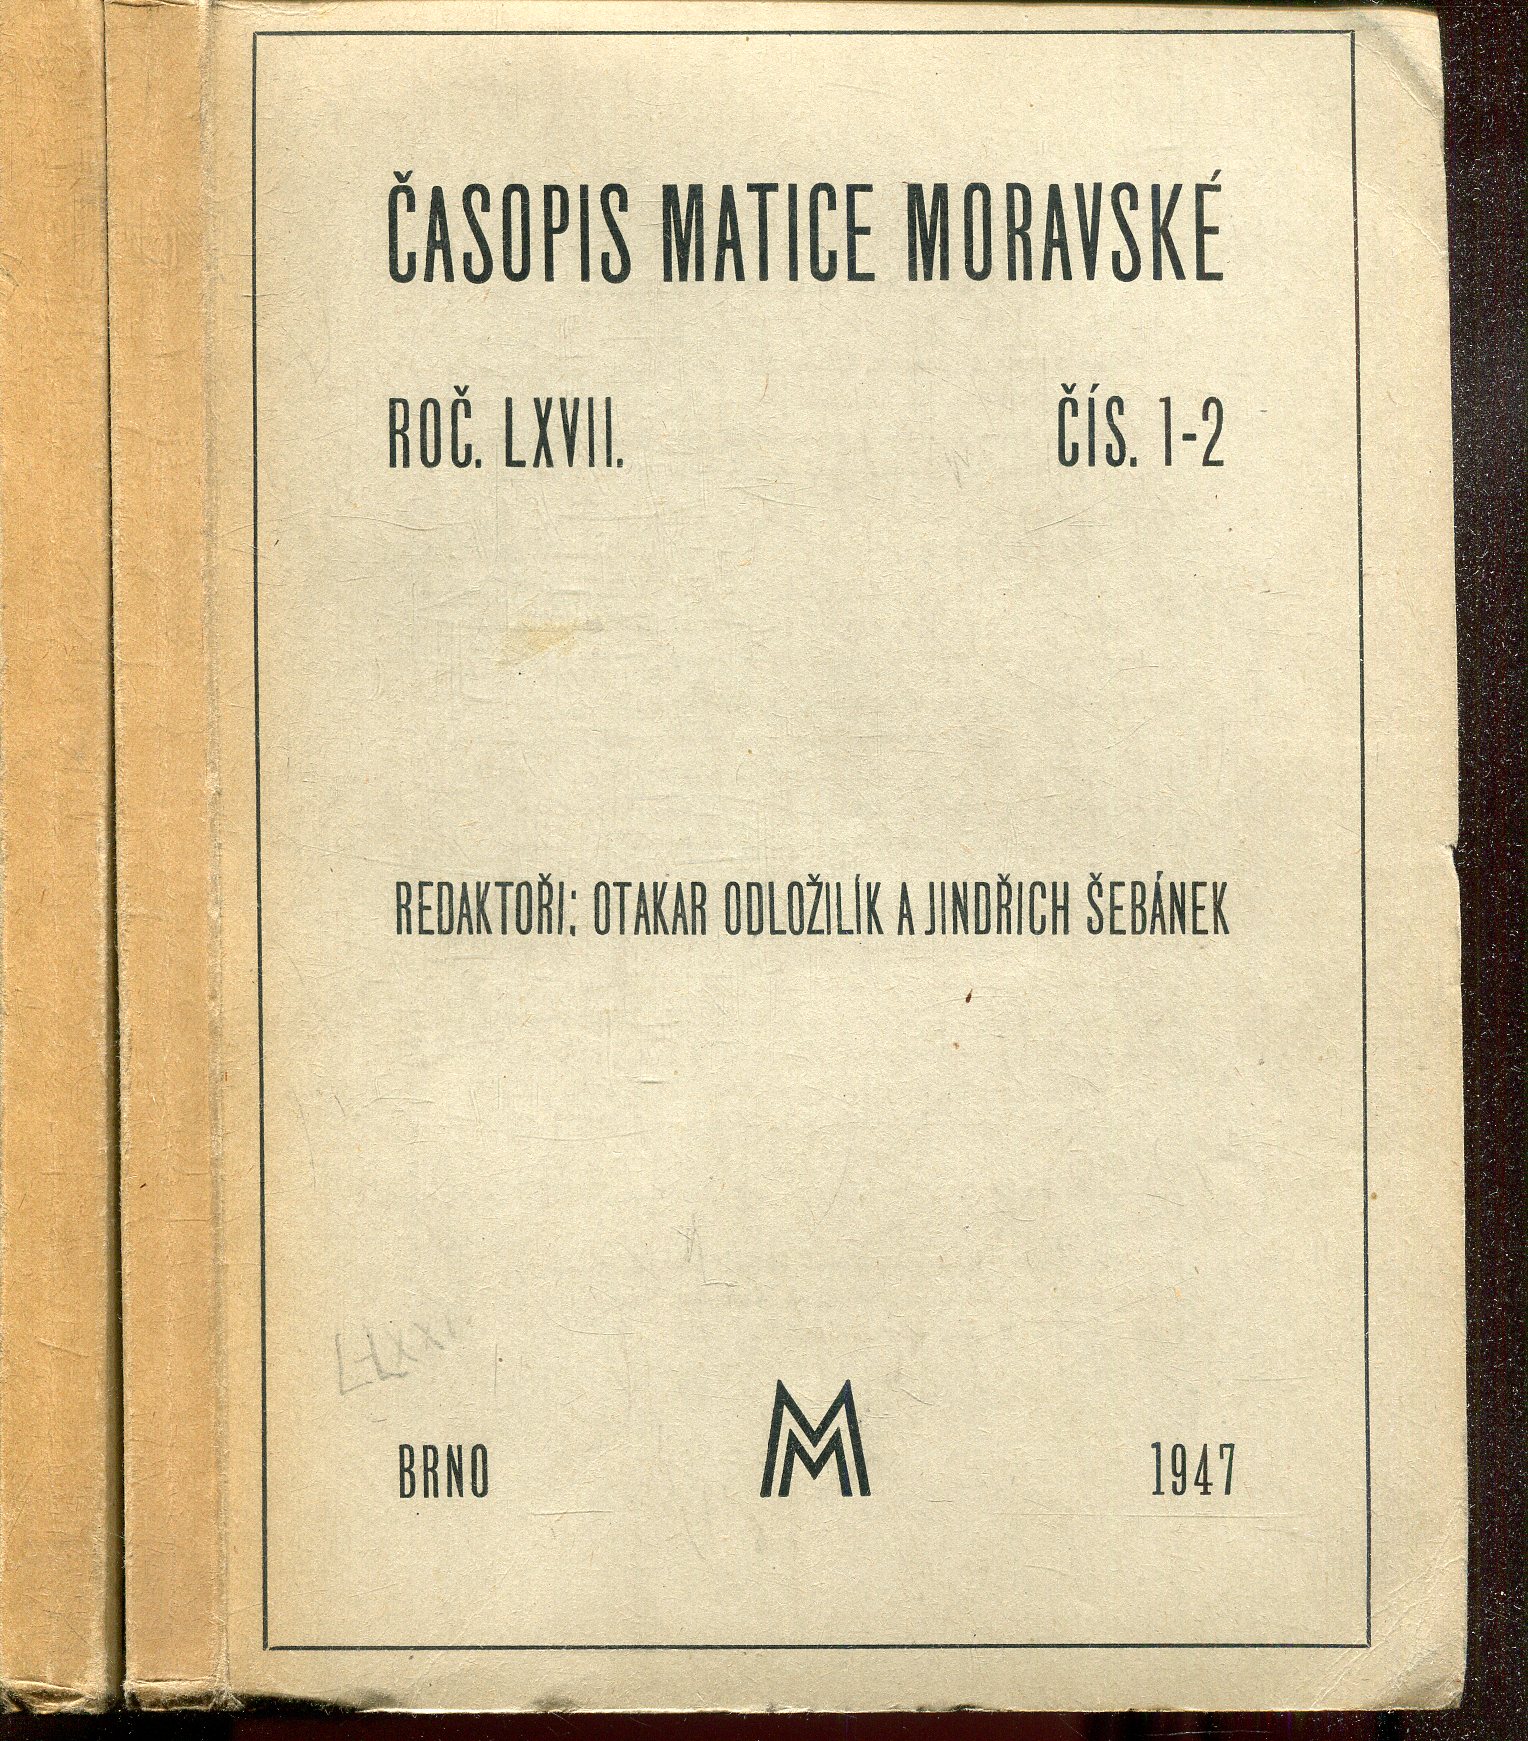 ČASOPIS MATICE MORAVSKÉ
ROČ. LXVII. ČÍS. 1-2
REDAKTOŘI: OTAKAR ODLOŽILÍK A JINDŘICH ŠEBÁNEK
MM
BRNO 1947